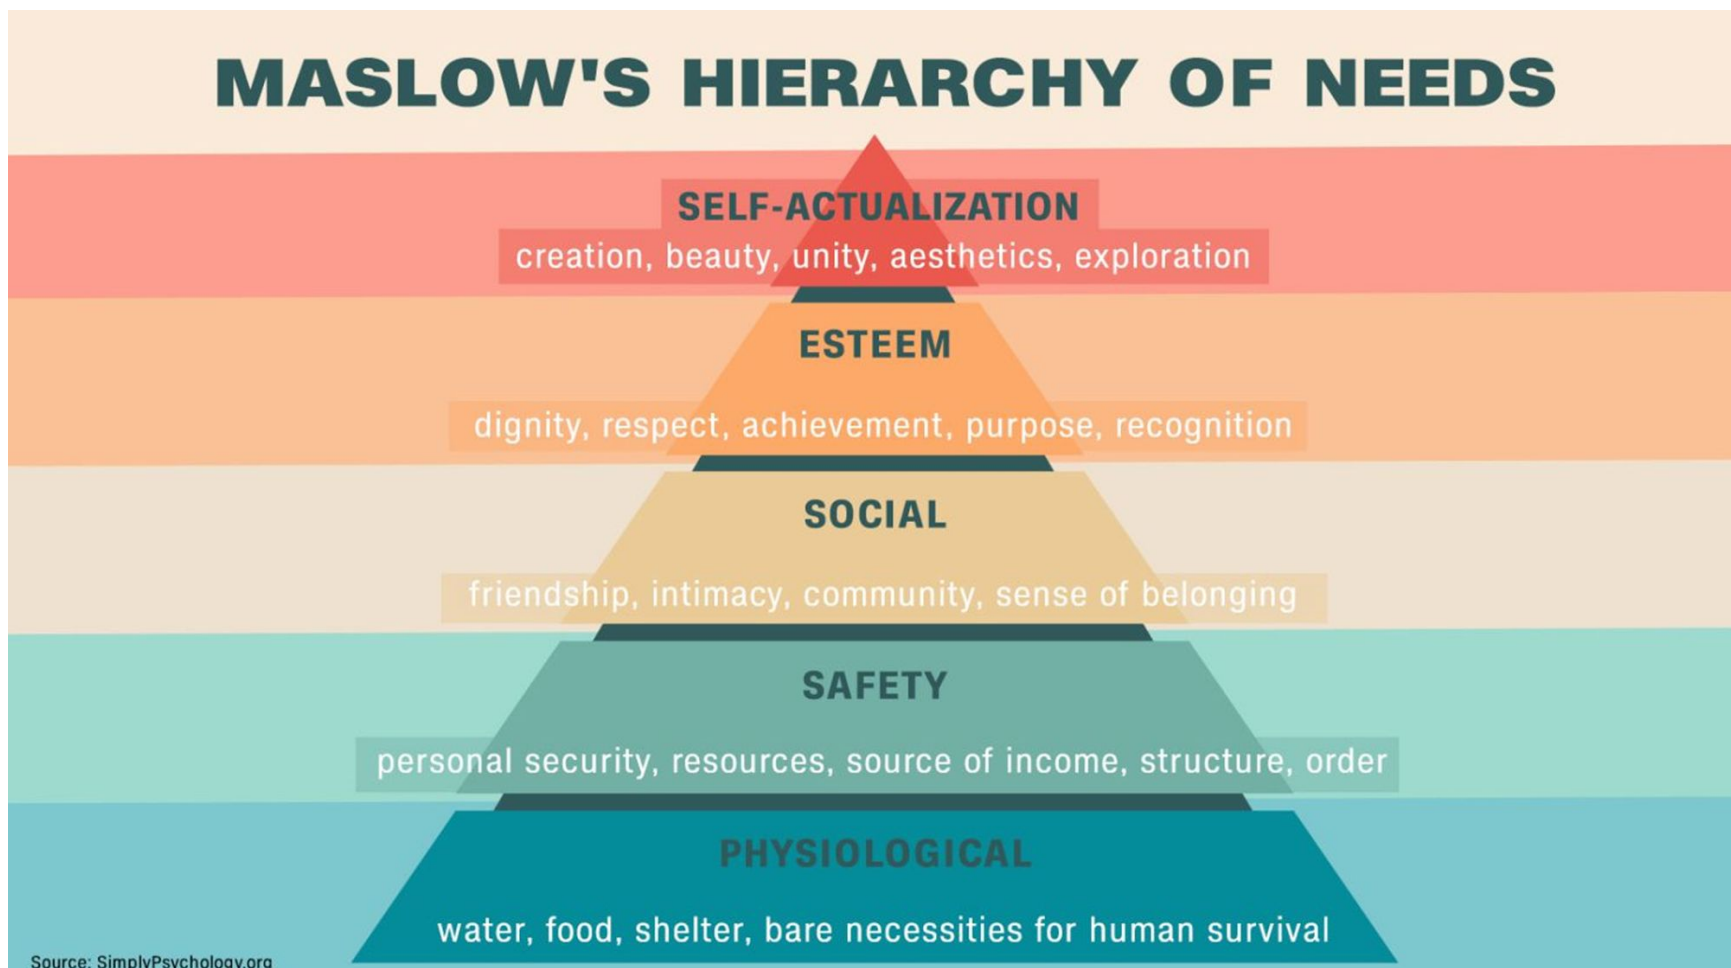 MASLOW'S HIERARCHY OF NEEDS
SELF-ACTUALIZATION
creation, beauty, unity, aesthetics, exploration
ESTEEM
dignity, respect, achievement, purpose, recognition
SOCIAL
friendship, intimacy, community, sense of belonging
SAFETY
personal security, resources, source of income, structure, order
PHYSIOLOGICAL
water, food, shelter, bare necessities for human survival
Source: SimplyPsychology.org